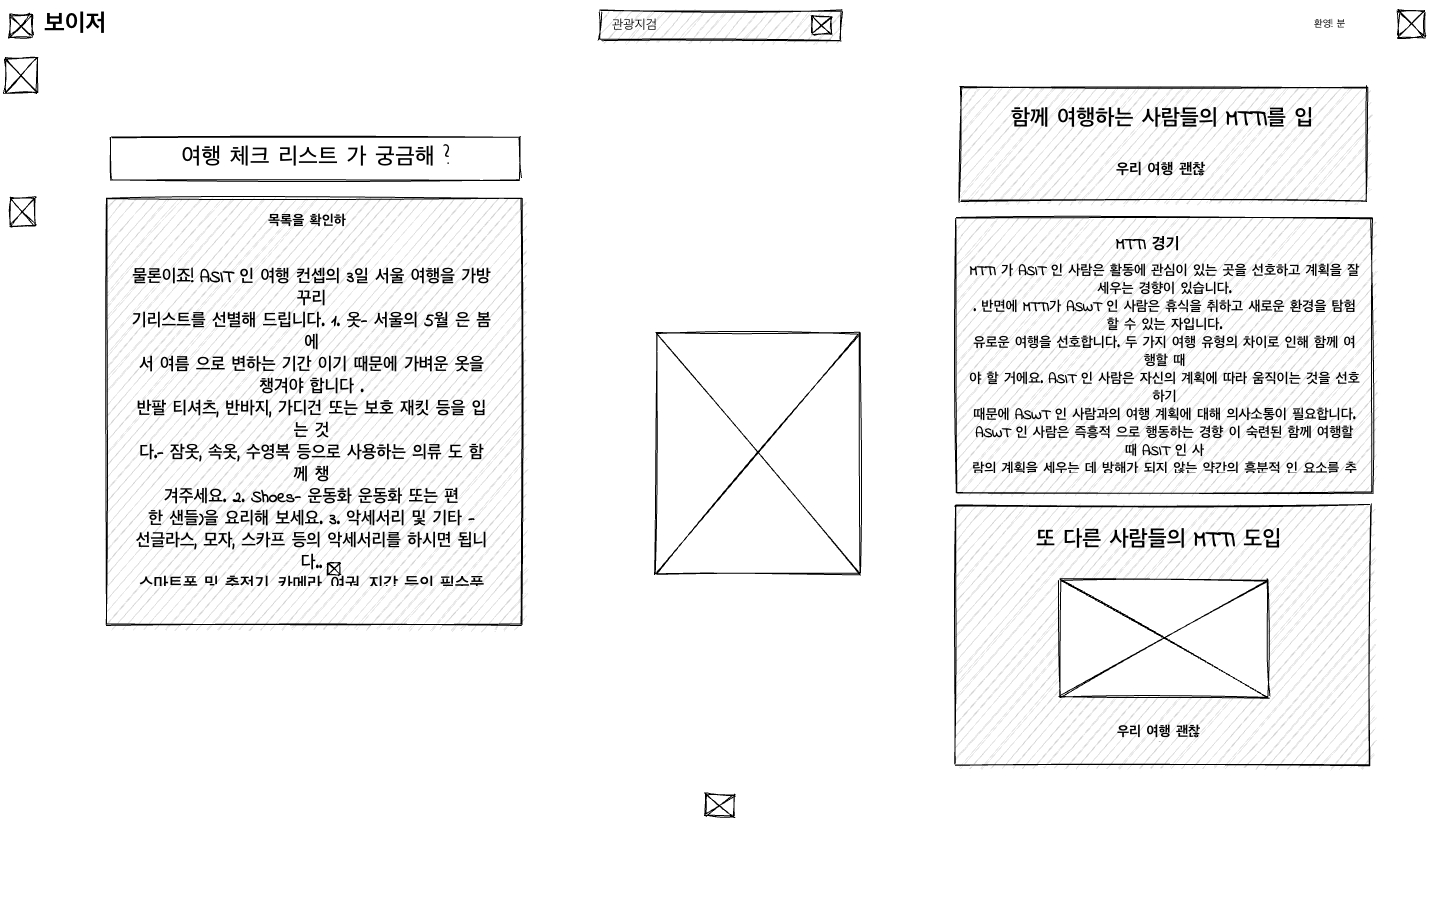 보이저
관광지검
환영! 분
여행 체크 리스트 가 궁금해 ?
목록을 확인하
물론이죠! ASIT 인 여행 컨셉의 3일 서울 여행을 가방
꾸리
기리스트를 선별해 드립니다. 1. 옷- 서울의 5월 은 봄
에
서 여름 으로 변하는 기간 이기 때문에 가벼운 옷을
챙겨야 합니다 .
반팔 티셔츠, 반바지, 가디건 또는 보호 재킷 등을 입
는 것
다.- 잠옷, 속옷, 수영복 등으로 사용하는 의류 도 함
께 챙
겨주세요. 2. Shoes- 운동화 운동화 또는 편
한 샌들)을 요리해 보세요. 3. 악세서리 및 기타 -
선글라스, 모자, 스카프 등의 악세서리를 하시면 됩니
다..
스마트폰 및 충전기, 카메라, 여권, 지갑 등의 필수품
함께 여행하는 사람들의 MTTI를 입
우리 여행 괜찮
MTTI 경기
MTTI 가 ASIT 인 사람은 활동에 관심이 있는 곳을 선호하고 계획을 잘
세우는 경향이 있습니다.
. 반면에 MTTI가 ASWT 인 사람은 휴식을 취하고 새로운 환경을 탐험
할 수 있는 자입니다.
유로운 여행을 선호합니다. 두 가지 여행 유형의 차이로 인해 함께 여
행할 때
야 할 거에요. ASIT 인 사람은 자신의 계획에 따라 움직이는 것을 선호
하기
때문에 ASWT 인 사람과의 여행 계획에 대해 의사소통이 필요합니다.
ASWT 인 사람은 즉흥적 으로 행동하는 경향 이 숙련된 함께 여행할
때 ASIT 인 사
람의 계획을 세우는 데 방해가 되지 않는 약간의 흥분적 인 요소를 추
또 다른 사람들의 MTTI 도입
우리 여행 괜찮